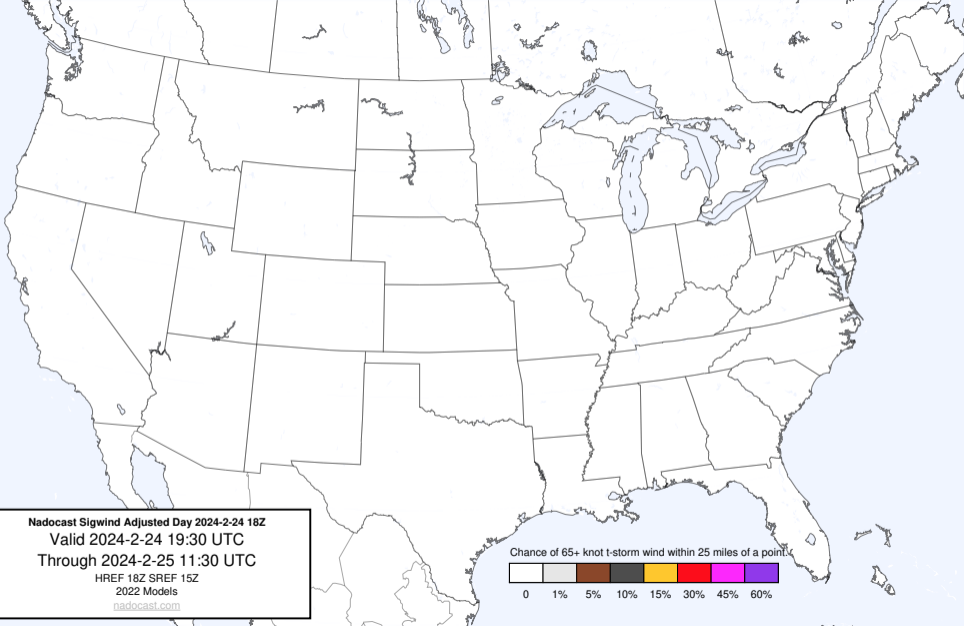 Nadocast Sigwind Adjusted Day 2024-2-24 18Z
Valid 2024-2-24 19:30 UTC
Through 2024-2-25 11:30 UTC
HREF 18Z SREF 15Z
2022 Models
nadocast.com
Chance of 65+ knot t-storm wind within 25 miles of a point.
0 1% 5% 10% 15% 30% 45% 60%